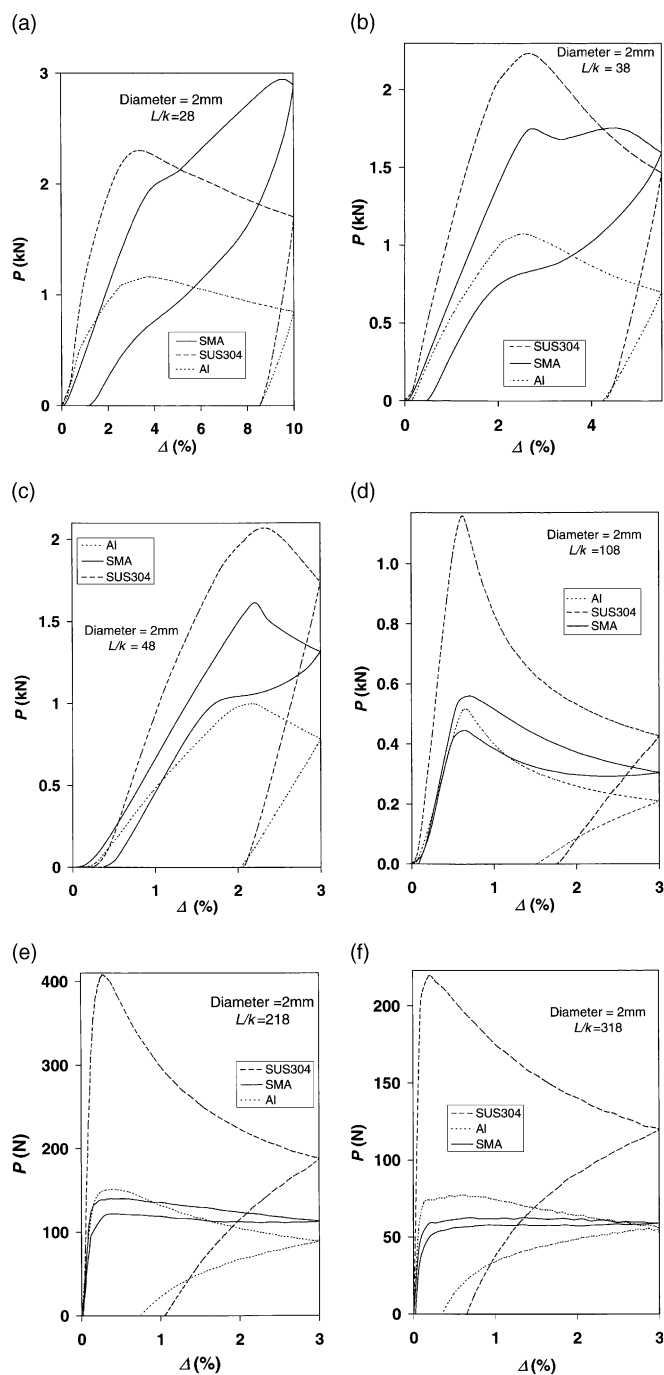 (a)
3
Diameter = 2mm
L/k=28
2
P (kN)
1
SMA
SUS304
Al
0
0 2 4 6 8 10
Δ (%)
(b)
Diameter = 2mm
L/k = 38
2
1.5
P (kN)
1
0.5
SUS304
SMA
Al
0
0 2 4
Δ (%)
(c)
2
Al
SMA
SUS304
1.5
Diameter = 2mm
L/k = 48
P (kN)
1
0.5
0
0 1 2 3
Δ (%)
(d)
1.0
Diameter = 2mm
L/k =108
0.8
Al
SUS304
SMA
0.6
P (kN)
0.4
0.2
0.0
0 1 2 3
Δ (%)
(e)
400
Diameter =2mm
L/k=218
300
SUS304
SMA
Al
P (N)
200
100
0
0 1 2 3
Δ (%)
(f)
200
Diameter = 2mm
L/k=318
150
P (N)
SUS304
Al
SMA
100
50
0
0 1 2 3
Δ (%)